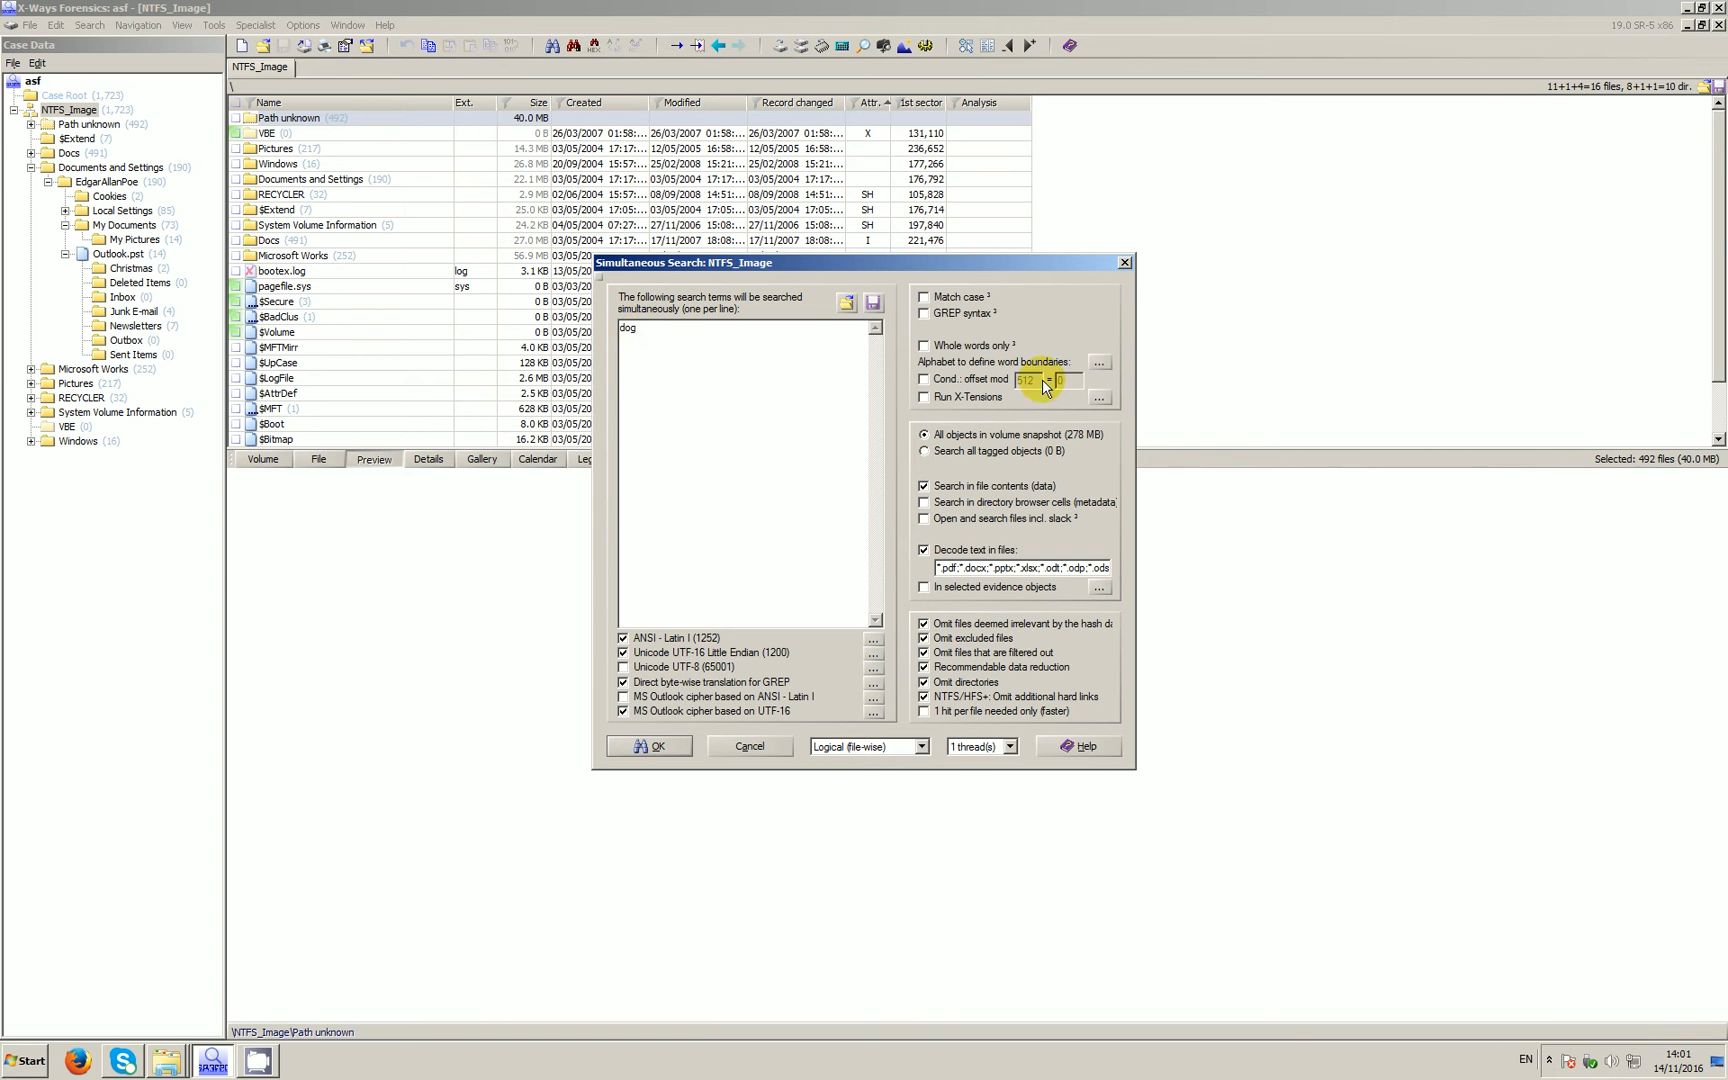 X-Ways Forensics: asf - [NTFS_Image]
File Edit Search Navigation View Tools Specialist Options Window Help 19.0 SR-5 x86
Case Data
File Edit
asf
Case Root (1,723)
NTFS_Image (1,723)
Path unknown (492)
$Extend (7)
Docs (491)
Documents and Settings (190)
EdgarAllanPoe (190)
Cookies (2)
Local Settings (85)
My Documents (73)
My Pictures (14)
Outlook.pst (14)
Christmas (2)
Deleted Items (0)
Inbox (0)
Junk E-mail (4)
Newsletters (7)
Outbox (0)
Sent Items (2)
Microsoft Works (252)
Pictures (217)
RECYCLER (32)
System Volume Information (5)
VBE (0)
Windows (16)
NTFS_Image
\ 11+1+4=16 files, 8+1+1=10 dir.
Name Ext. Size Created Modified Record changed Attr. 1st sector Analysis
Path unknown (492) 40.0 MB
VBE (0) 0 B 26/03/2007 01:58:... 26/03/2007 01:58:... 26/03/2007 01:58:... X 131,110
Pictures (217) 14.3 MB 03/05/2004 17:17:... 12/05/2005 16:58:... 12/05/2005 16:58:... 236,652
Windows (16) 26.8 MB 20/09/2004 15:57:... 25/02/2008 15:21:... 25/02/2008 15:21:... 177,266
Documents and Settings (190) 22.1 MB 03/05/2004 17:17:... 03/05/2004 17:17:... 03/05/2004 17:17:... 176,792
RECYCLER (32) 2.9 MB 02/06/2004 15:57:... 08/09/2008 14:51:... 08/09/2008 14:51:... SH 105,828
$Extend (7) 25.0 KB 03/05/2004 17:05:... 03/05/2004 17:05:... 03/05/2004 17:05:... SH 176,714
System Volume Information (5) 24.2 KB 04/05/2004 07:27:... 27/11/2006 15:08:... 27/11/2006 15:08:... SH 197,840
Docs (491) 27.0 MB 03/05/2004 17:17:... 17/11/2007 18:08:... 17/11/2007 18:08:... I 221,476
Microsoft Works (252) 56.9 MB 03/05/20
bootex.log log 3.1 KB 13/05/20
pagefile.sys sys 0 B 03/03/20
$Secure (3) 0 B 03/05/20
$BadClus (1) 0 B 03/05/20
$Volume 0 B 03/05/20
$MFTMirr 4.0 KB 03/05/20
$UpCase 128 KB 03/05/20
$LogFile 2.6 MB 03/05/20
$AttrDef 2.5 KB 03/05/20
$MFT (1) 628 KB 03/05/20
$Boot 8.0 KB 03/05/20
$Bitmap 16.2 KB 03/05/20
Volume File Preview Details Gallery Calendar Leg Selected: 492 files (40.0 MB)
Simultaneous Search: NTFS_Image
The following search terms will be searched
simultaneously (one per line):
dog
ANSI - Latin I (1252) ...
Unicode UTF-16 Little Endian (1200) ...
Unicode UTF-8 (65001) ...
Direct byte-wise translation for GREP ...
MS Outlook cipher based on ANSI - Latin I ...
MS Outlook cipher based on UTF-16 ...
Match case ³
GREP syntax ³
Whole words only ³
Alphabet to define word boundaries: ...
Cond.: offset mod 512 = 0
Run X-Tensions ...
All objects in volume snapshot (278 MB)
Search all tagged objects (0 B)
Search in file contents (data)
Search in directory browser cells (metadata)
Open and search files incl. slack ³
Decode text in files:
*.pdf;*.docx;*.pptx;*.xlsx;*.odt;*.odp;*.ods
In selected evidence objects ...
Omit files deemed irrelevant by the hash da
Omit excluded files
Omit files that are filtered out
Recommendable data reduction
Omit directories
NTFS/HFS+: Omit additional hard links
1 hit per file needed only (faster)
OK Cancel Logical (file-wise) 1 thread(s) Help
\NTFS_Image\Path unknown
Start EN 14:01
14/11/2016